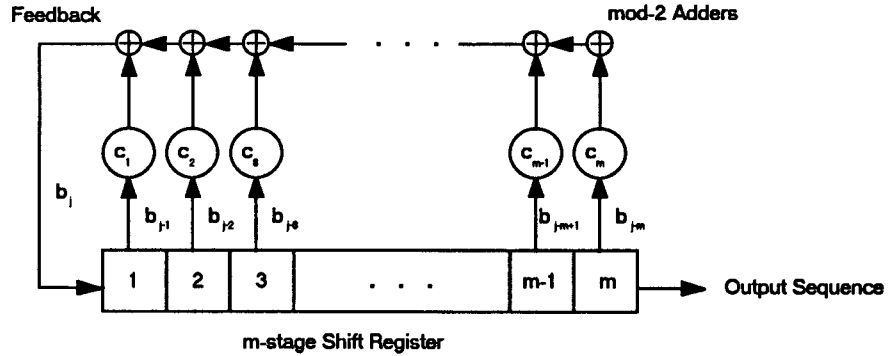 Feedback
mod-2 Adders
c1 c2 c3 cm-1 cm
bj
bj-1 bj-2 bj-3 bj-m+1 bj-m
1 2 3 . . . m-1 m
Output Sequence
m-stage Shift Register